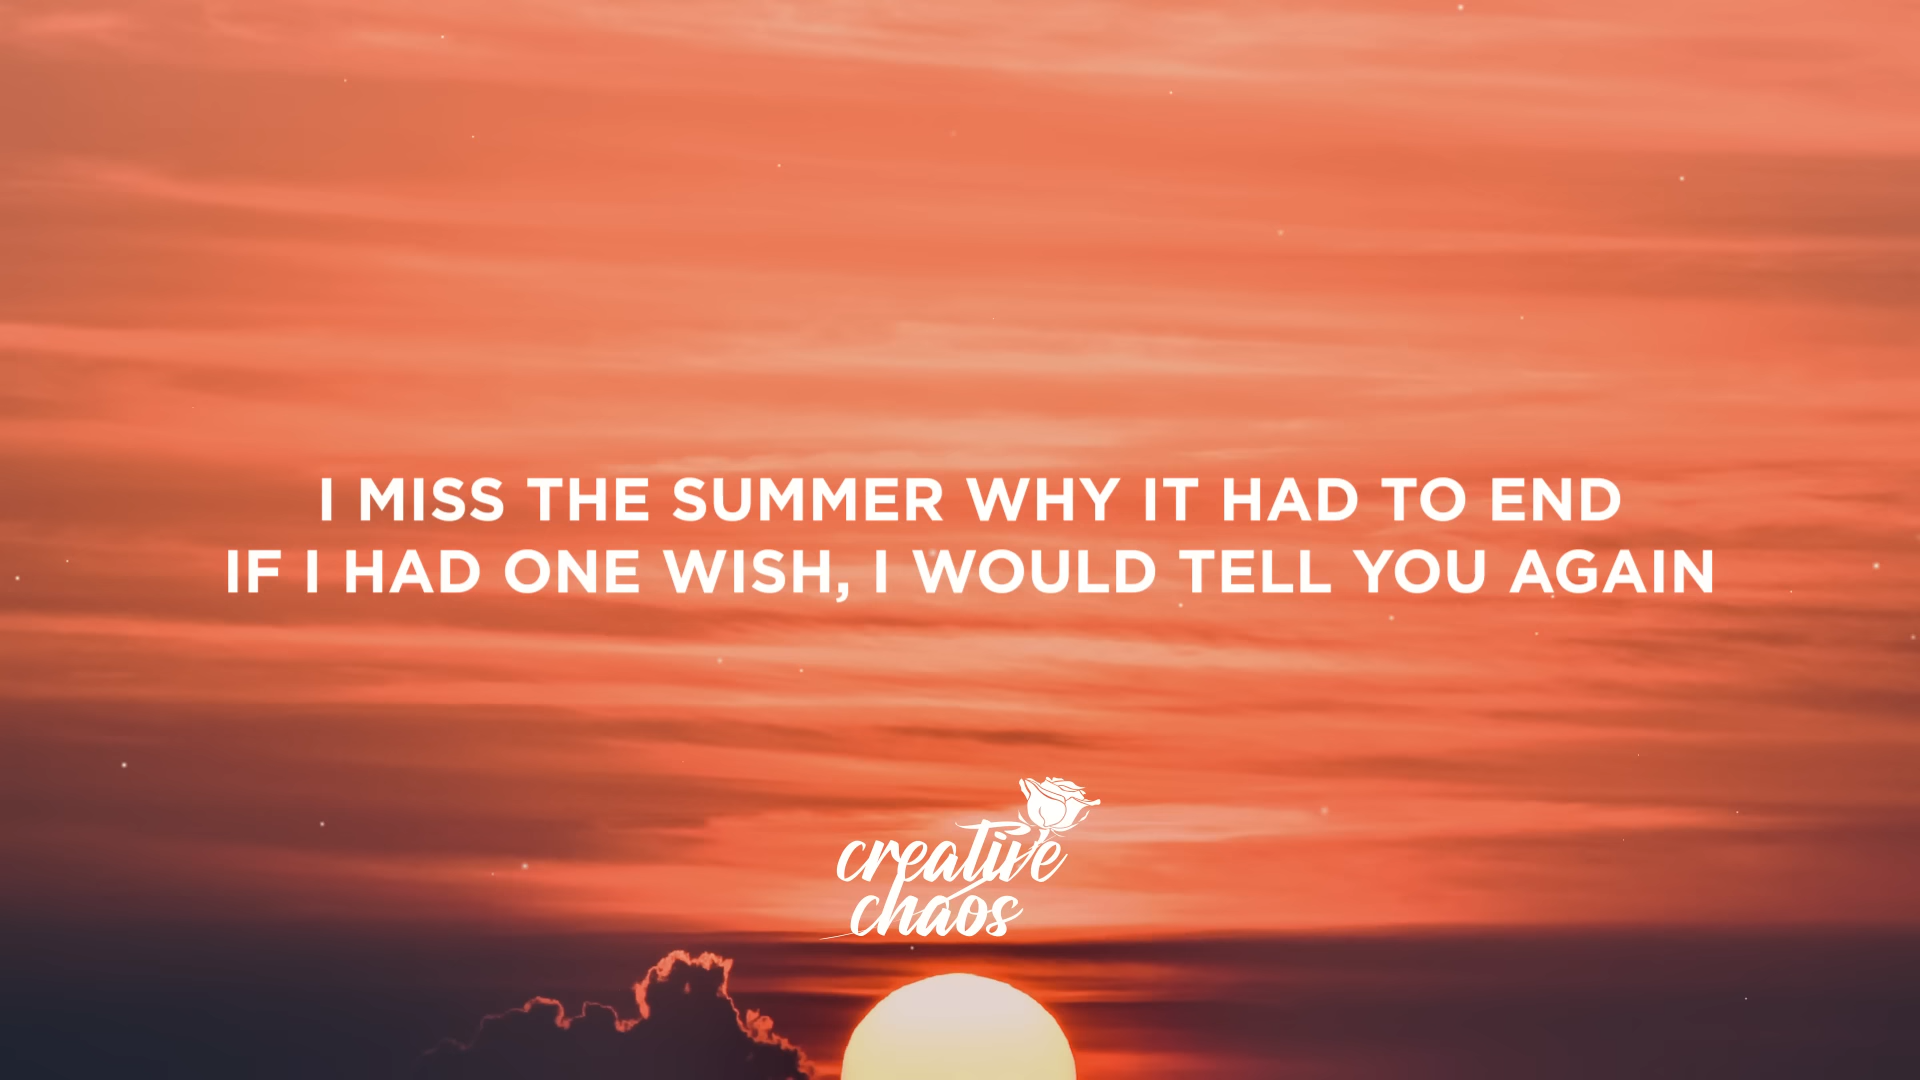 I MISS THE SUMMER WHY IT HAD TO END
IF I HAD ONE WISH, I WOULD TELL YOU AGAIN
creative
chaos